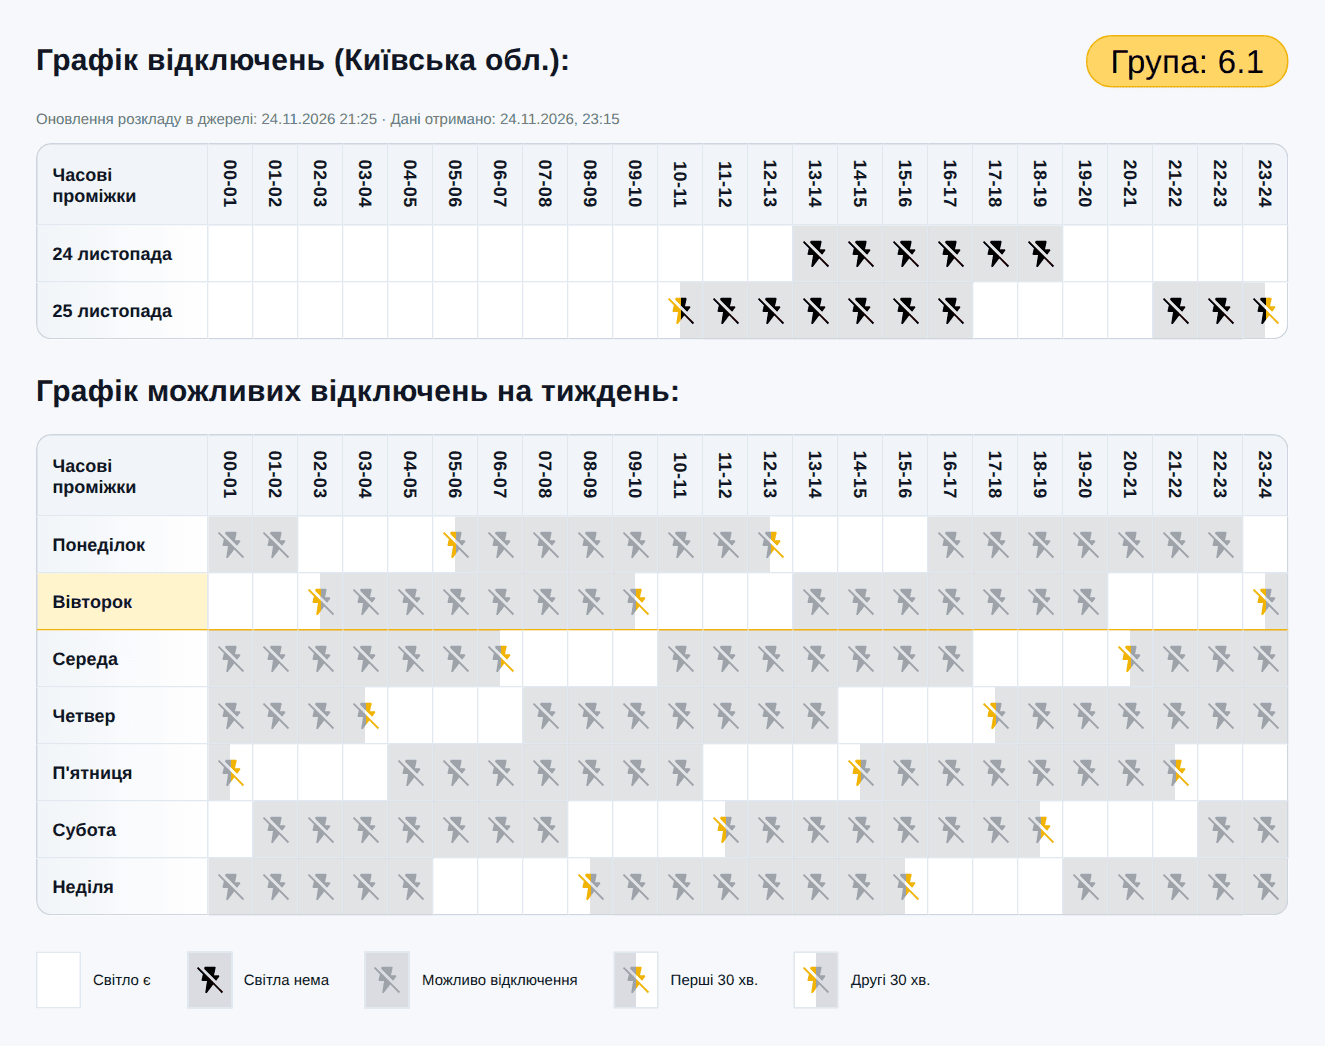 Графік відключень (Київська обл.):
Група: 6.1
Оновлення розкладу в джерелі: 24.11.2026 21:25 · Дані отримано: 24.11.2026, 23:15
Часові
проміжки
00-01 01-02 02-03 03-04 04-05 05-06 06-07 07-08 08-09 09-10 10-11 11-12 12-13 13-14 14-15 15-16 16-17 17-18 18-19 19-20 20-21 21-22 22-23 23-24
24 листопада
25 листопада
Графік можливих відключень на тиждень:
Часові
проміжки
00-01 01-02 02-03 03-04 04-05 05-06 06-07 07-08 08-09 09-10 10-11 11-12 12-13 13-14 14-15 15-16 16-17 17-18 18-19 19-20 20-21 21-22 22-23 23-24
Понеділок
Вівторок
Середа
Четвер
П'ятниця
Субота
Неділя
Світло є Світла нема Можливо відключення Перші 30 хв. Другі 30 хв.